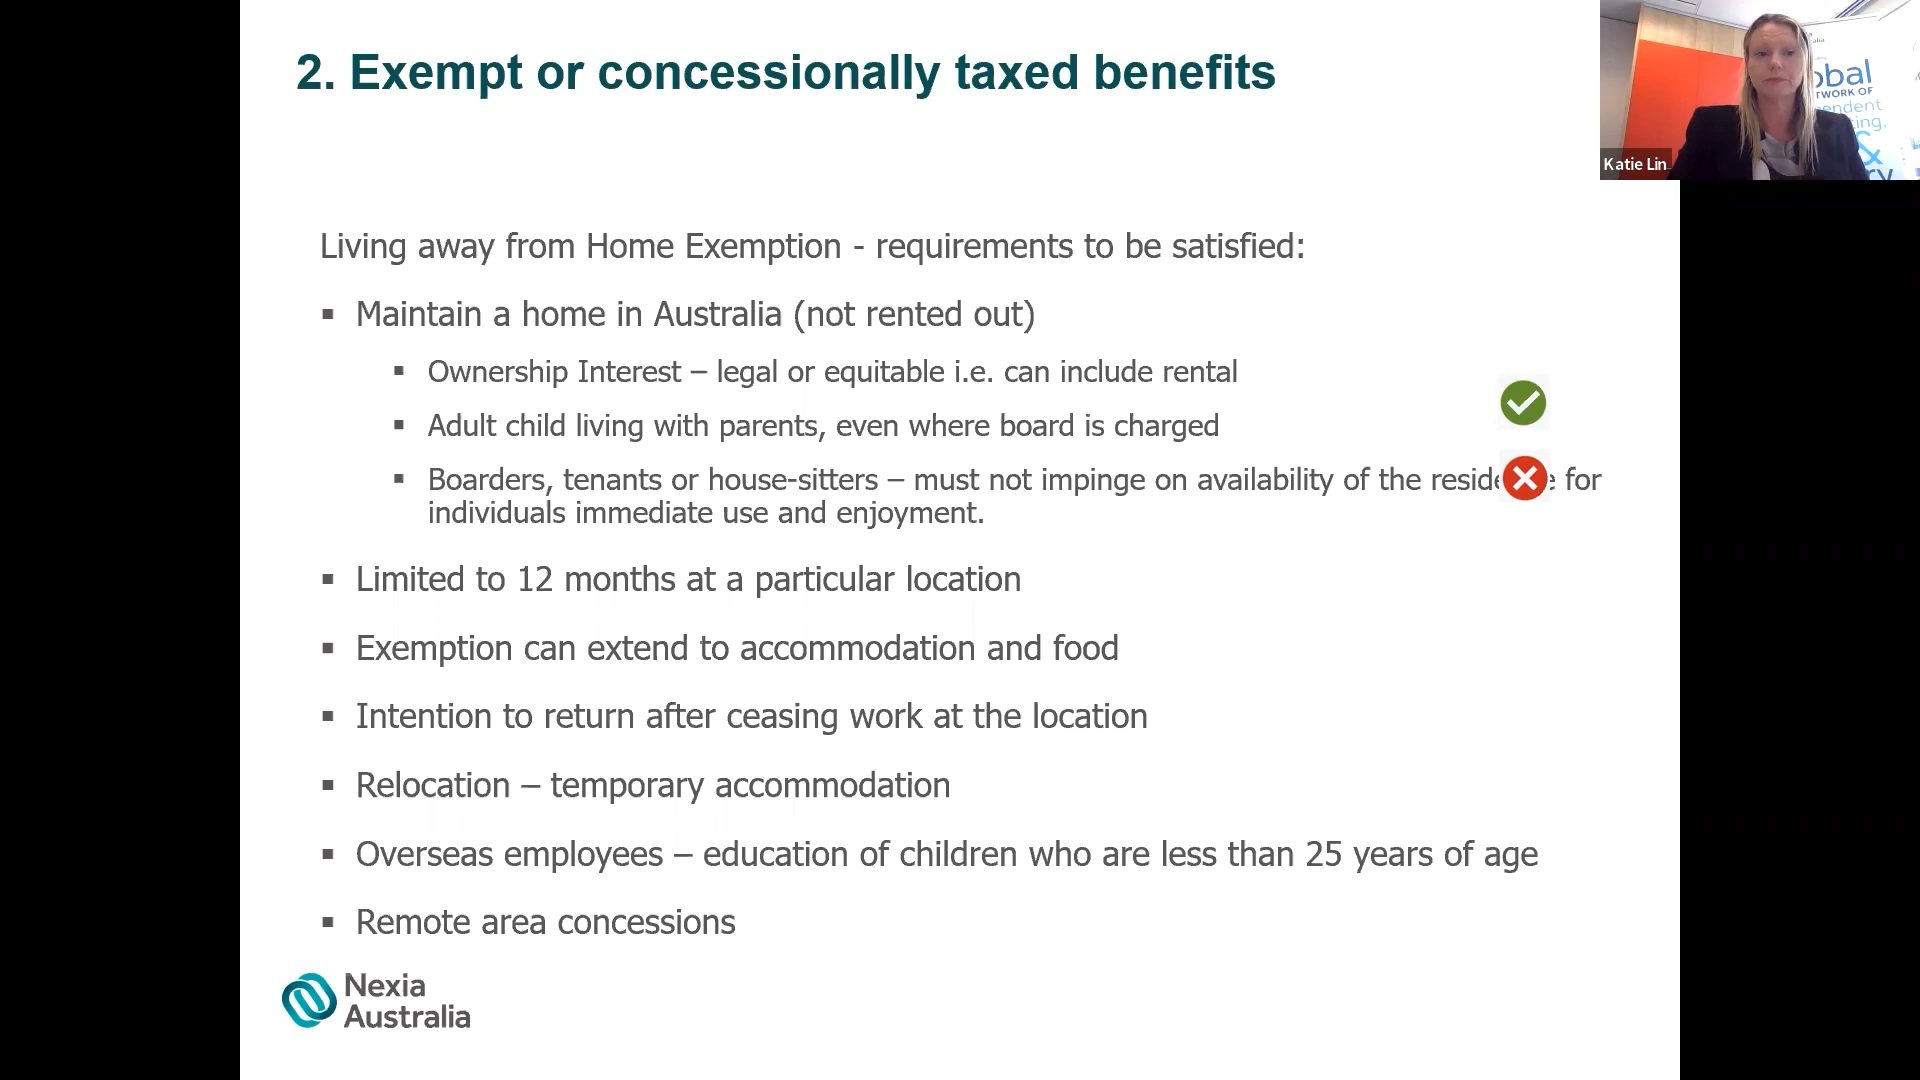 2. Exempt or concessionally taxed benefits
Living away from Home Exemption - requirements to be satisfied:
▪ Maintain a home in Australia (not rented out)
▪ Ownership Interest – legal or equitable i.e. can include rental
▪ Adult child living with parents, even where board is charged
▪ Boarders, tenants or house-sitters – must not impinge on availability of the for
individuals immediate use and enjoyment.
▪ Limited to 12 months at a particular location
▪ Exemption can extend to accommodation and food
▪ Intention to return after ceasing work at the location
▪ Relocation – temporary accommodation
▪ Overseas employees – education of children who are less than 25 years of age
▪ Remote area concessions
Nexia
Australia
Katie Lin
&